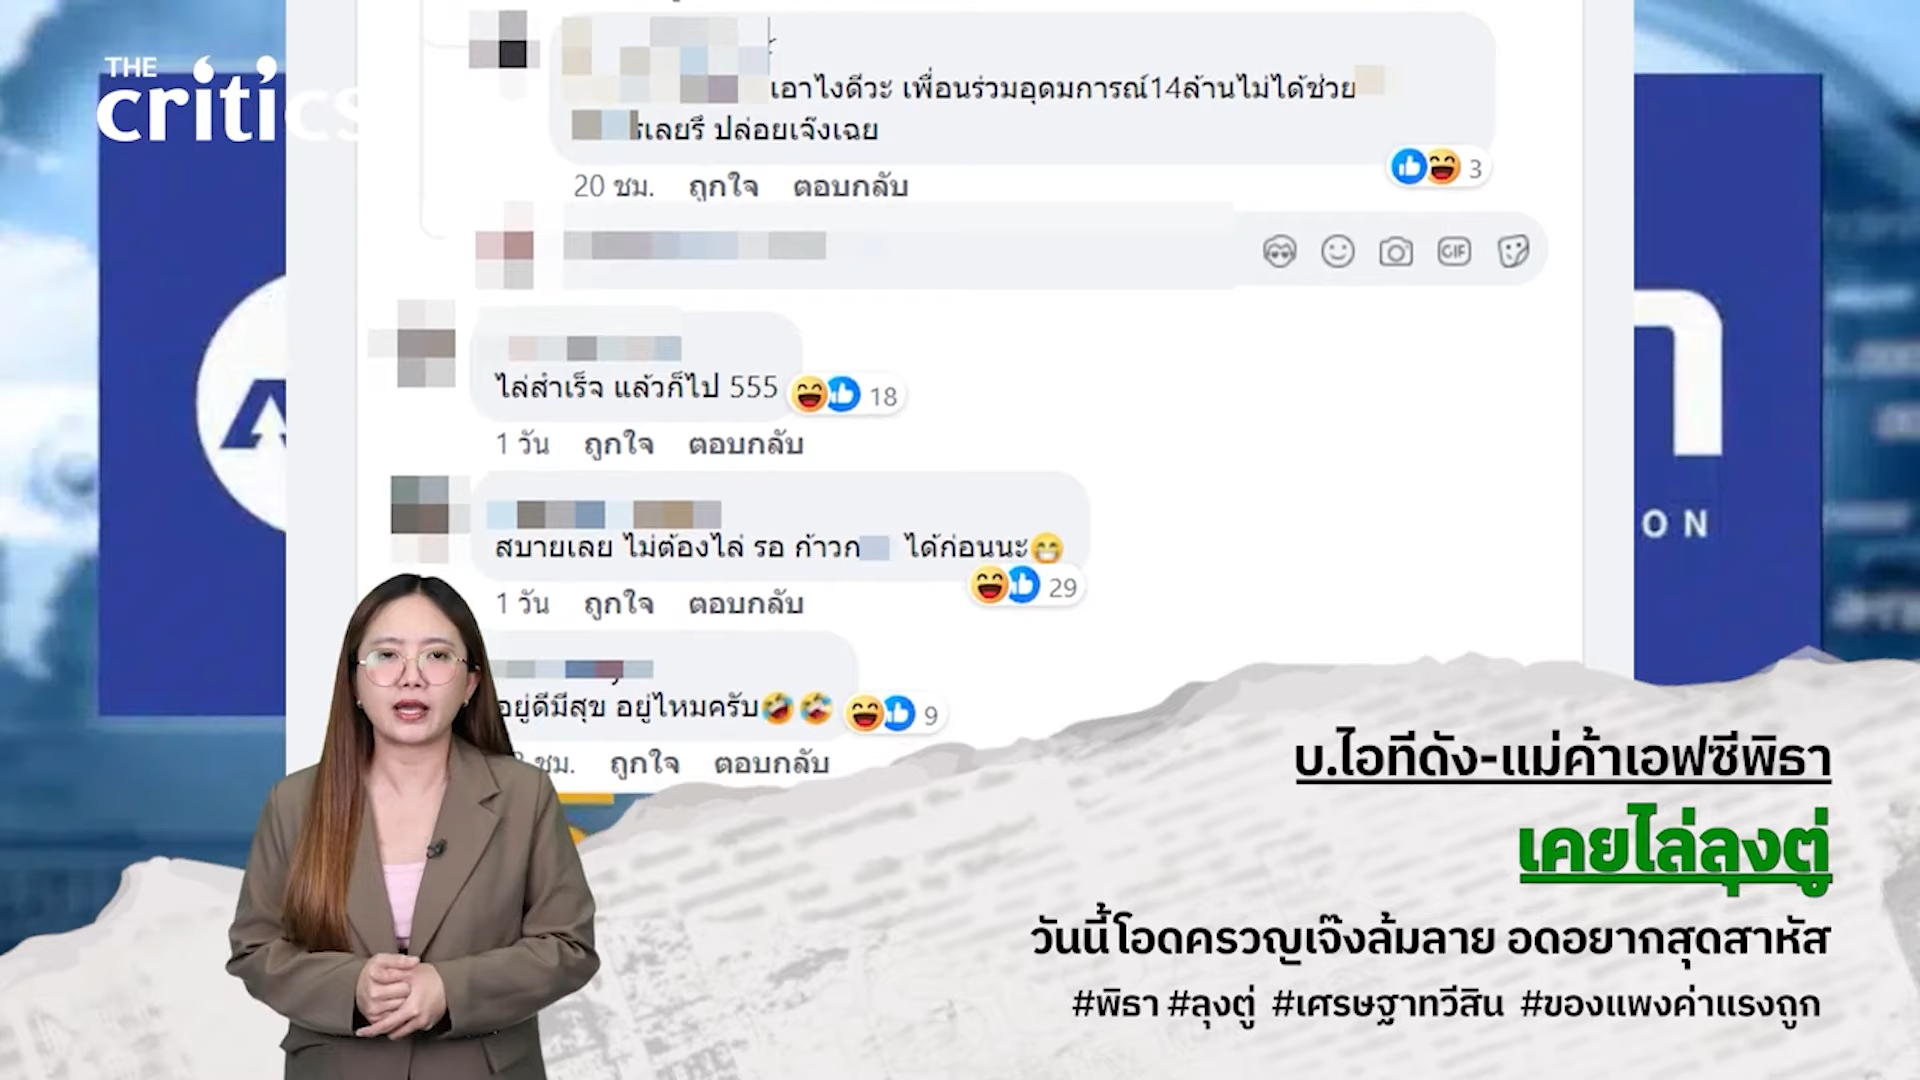 THE
critics
เอาไงดีวะ เพื่อนร่วมอุดมการณ์14ล้านไม่ได้ช่วย
รเลยรึ ปล่อยเจ๊งเฉย
3
20 ชม. ถูกใจ ตอบกลับ
GIF
ไล่สำเร็จ แล้วก็ไป 555
18
1 วัน ถูกใจ ตอบกลับ
สบายเลย ไม่ต้องไล่ รอ ก้าวก ได้ก่อนนะ
29
1 วัน ถูกใจ ตอบกลับ
อยู่ดีมีสุข อยู่ไหมครับ
9
ชม. ถูกใจ ตอบกลับ
ON
บ.ไอทีดัง-แม่ค้าเอฟซีพิธา
เคยไล่ลุงตู่
วันนี้โอดครวญเจ๊งล้มลาย อดอยากสุดสาหัส
#พิธา #ลุงตู่ #เศรษฐาทวีสิน #ของแพงค่าแรงถูก